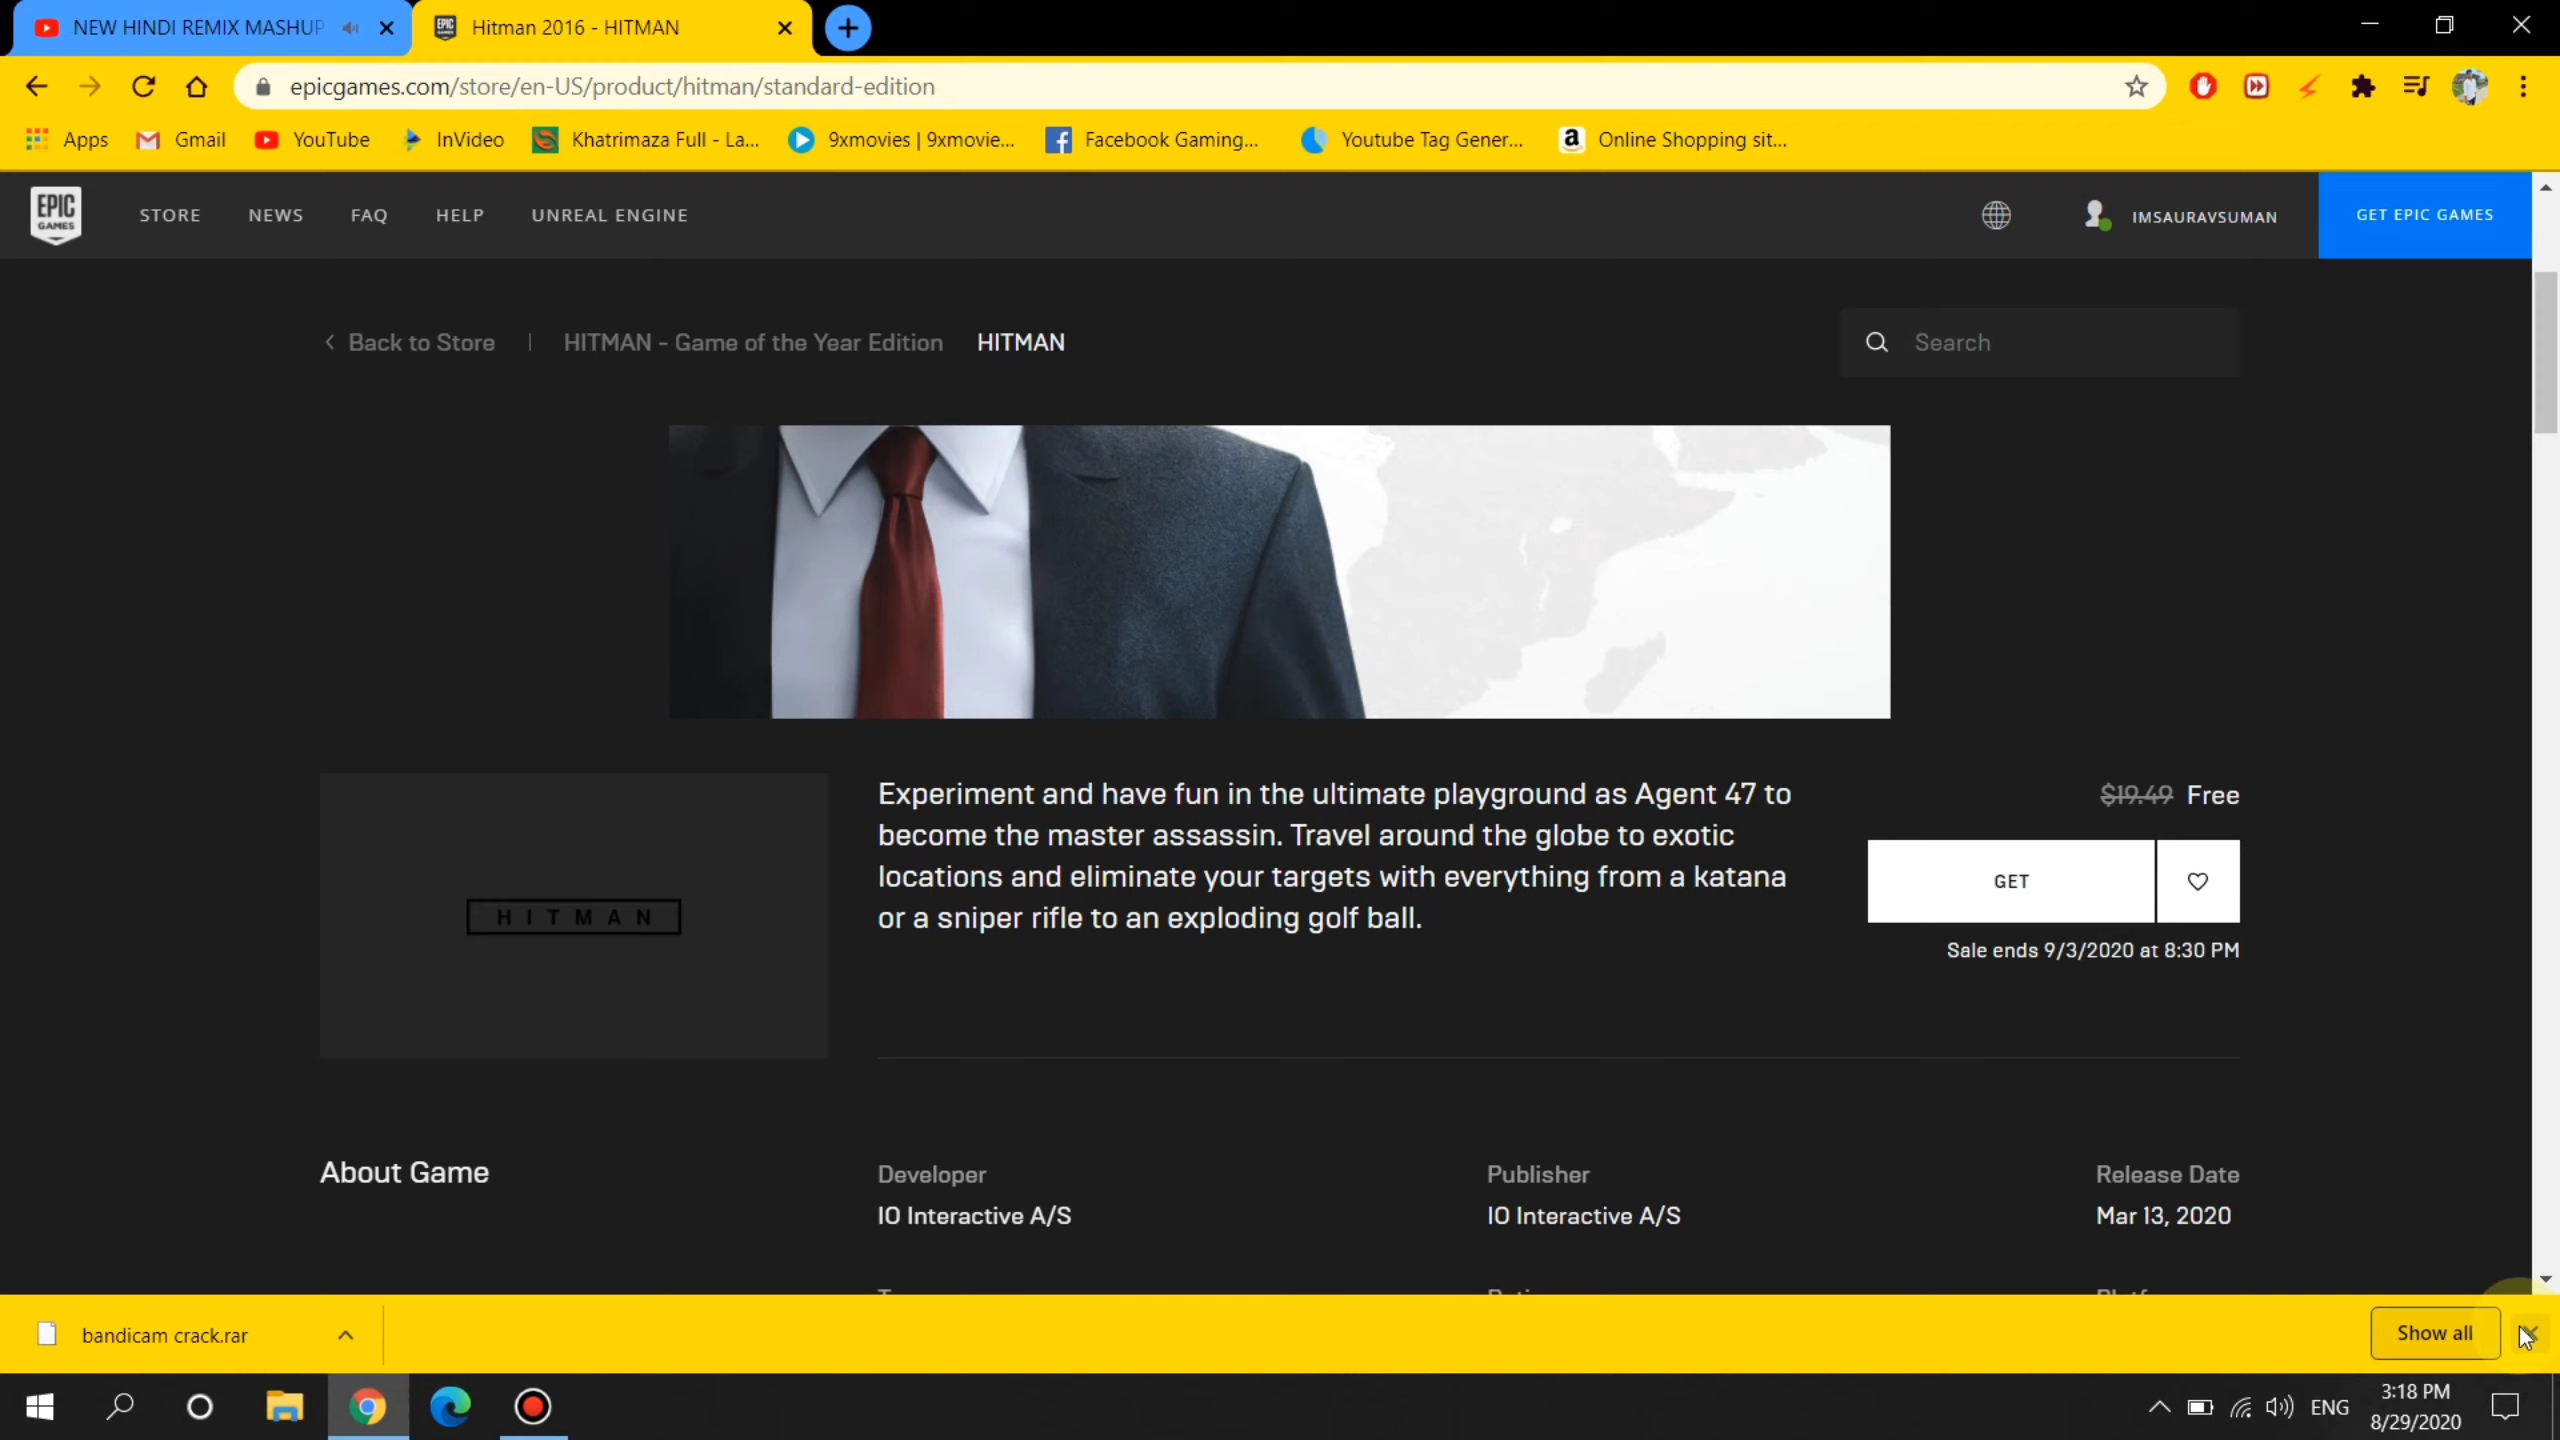 NEW HINDI REMIX MASHUP
Hitman 2016 - HITMAN
epicgames.com/store/en-US/product/hitman/standard-edition
Apps
Gmail
YouTube
InVideo
Khatrimaza Full - La...
9xmovies | 9xmovie...
Facebook Gaming...
Youtube Tag Gener...
Online Shopping sit...
EPIC
GAMES
STORE
NEWS
FAQ
HELP
UNREAL ENGINE
IMSAURAVSUMAN
GET EPIC GAMES
Back to Store
HITMAN - Game of the Year Edition
HITMAN
Search
Experiment and have fun in the ultimate playground as Agent 47 to
become the master assassin. Travel around the globe to exotic
locations and eliminate your targets with everything from a katana
or a sniper rifle to an exploding golf ball.
HITMAN
$19.49 Free
GET
Sale ends 9/3/2020 at 8:30 PM
About Game
Developer
IO Interactive A/S
Publisher
IO Interactive A/S
Release Date
Mar 13, 2020
bandicam crack.rar
Show all
ENG
3:18 PM
8/29/2020